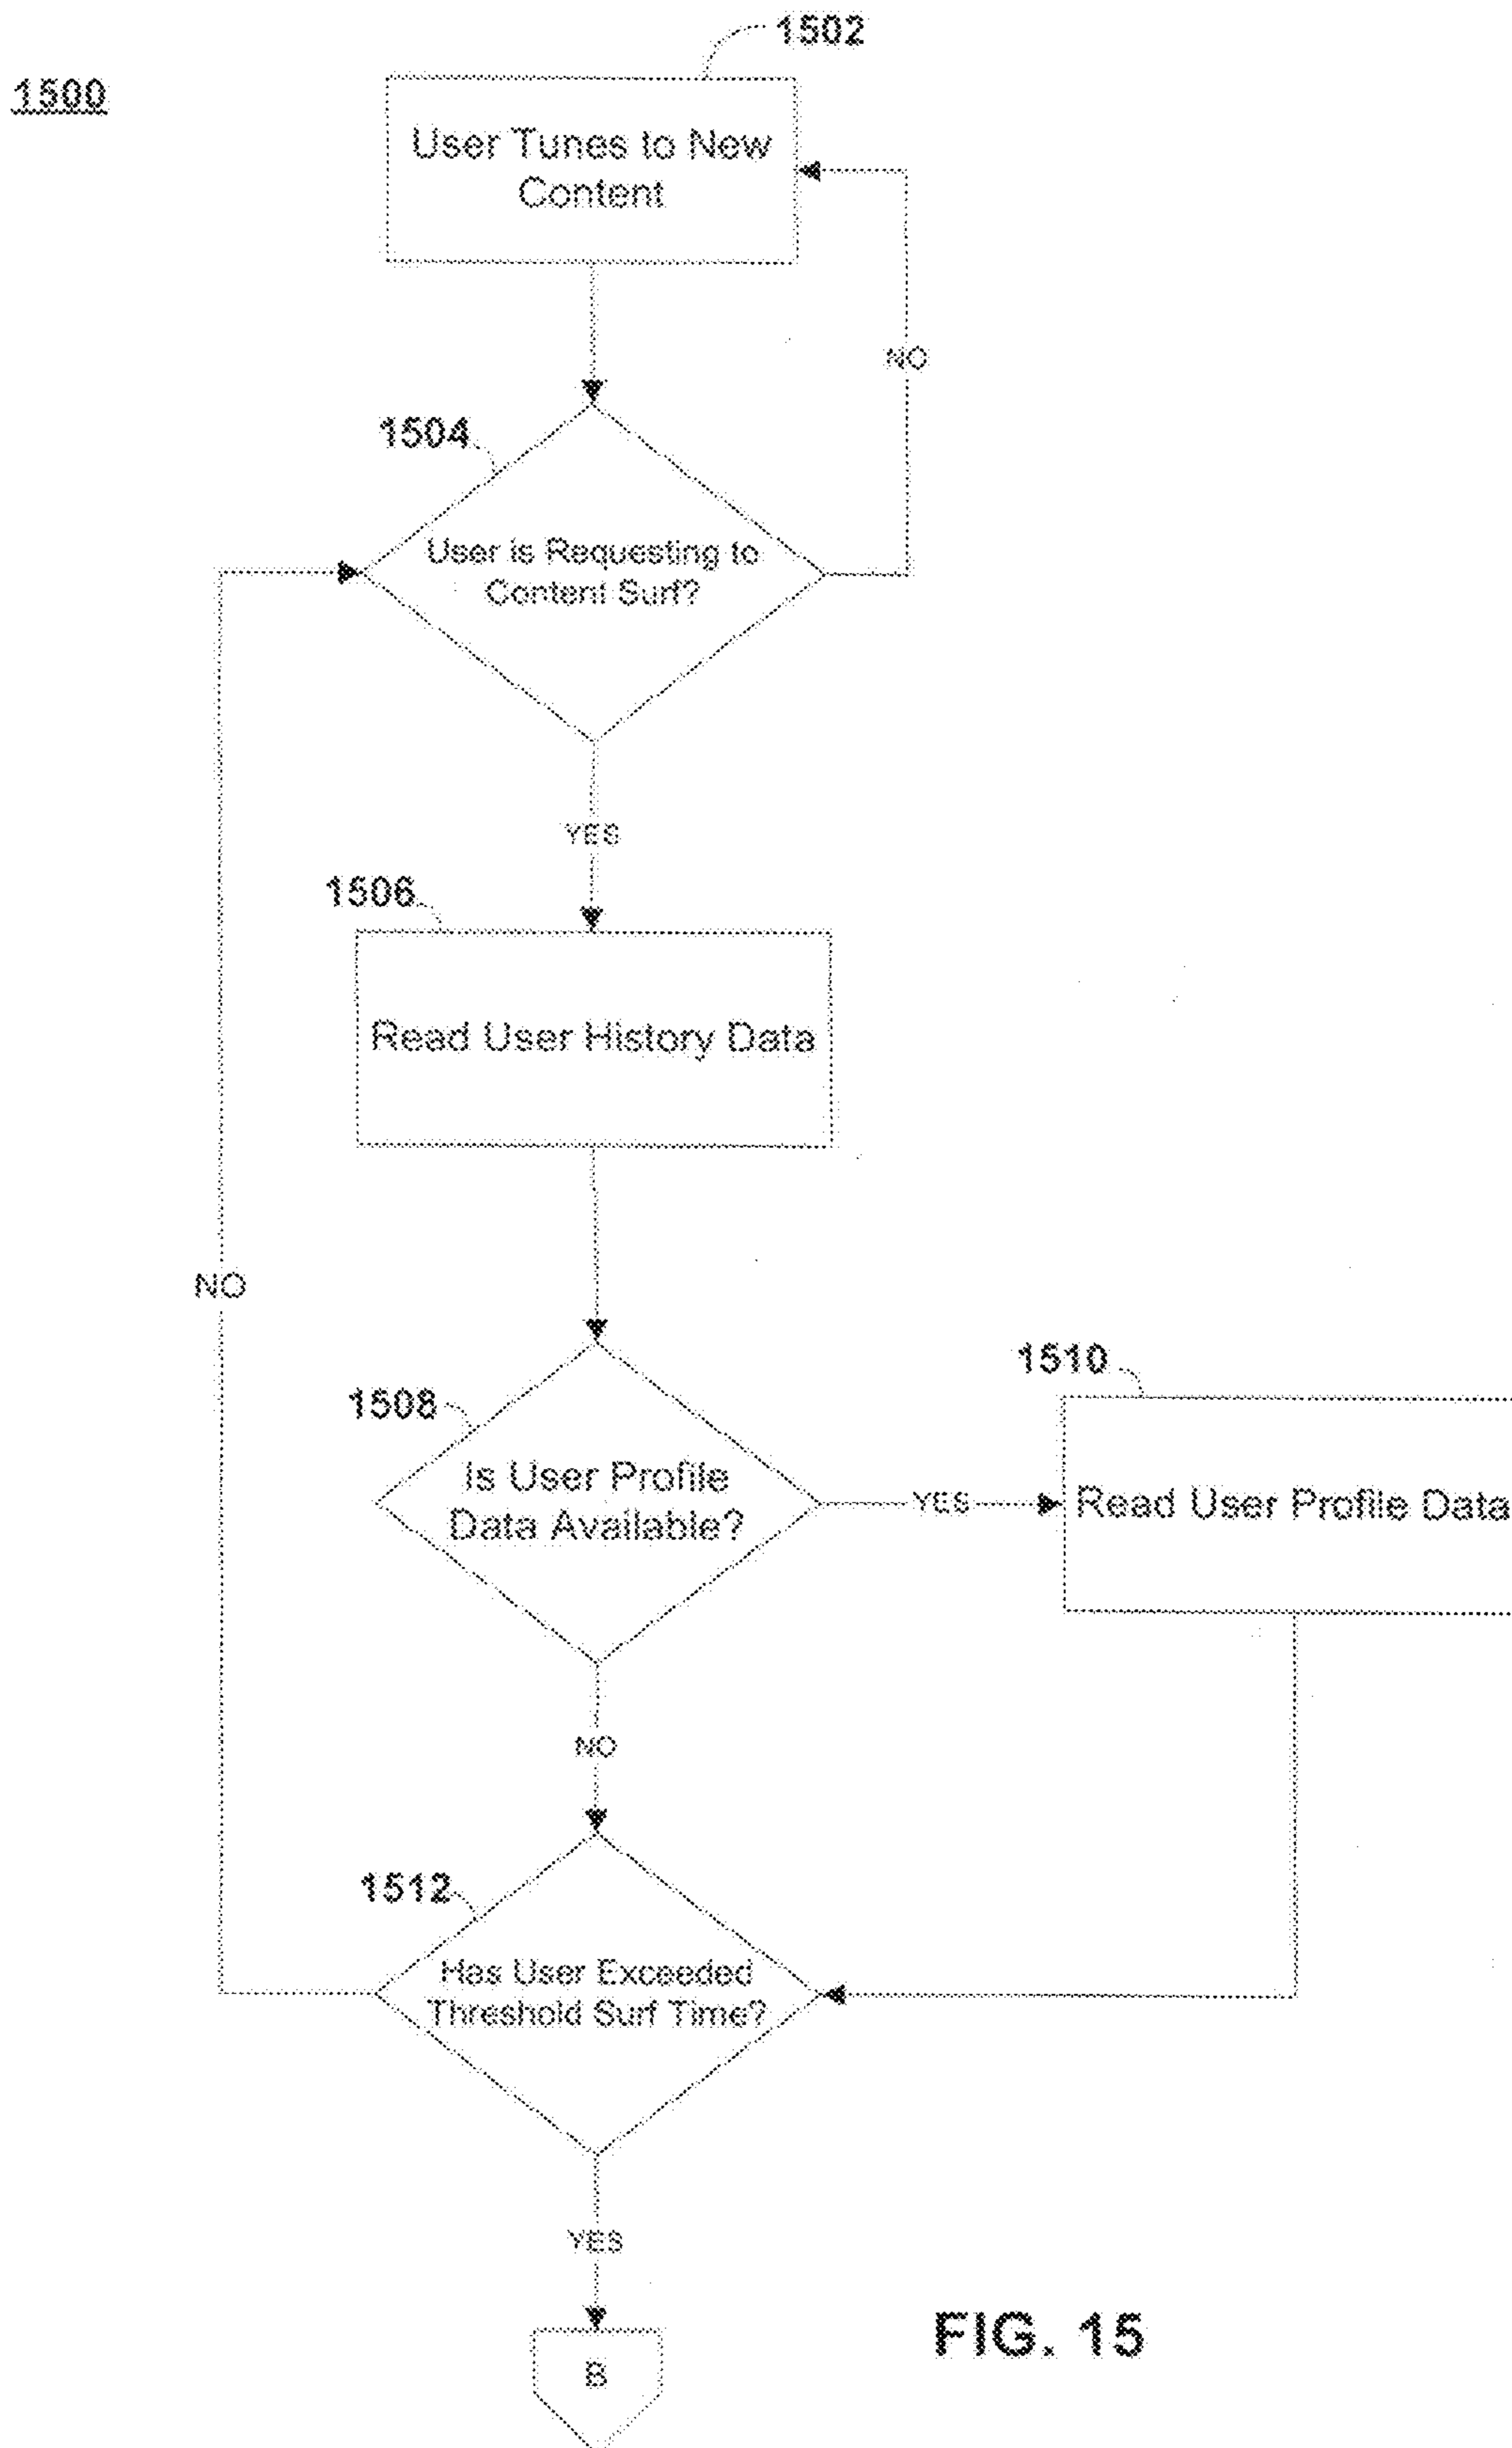 1500
1502
User Tunes to New
Content
NO
1504
User is Requesting to
Content Surf?
YES
1506
Read User History Data
1508
Is User Profile
Data Available?
YES
1510
Read User Profile Data
NO
1512
Has User Exceeded
Threshold Surf Time?
NO
YES
B
FIG. 15